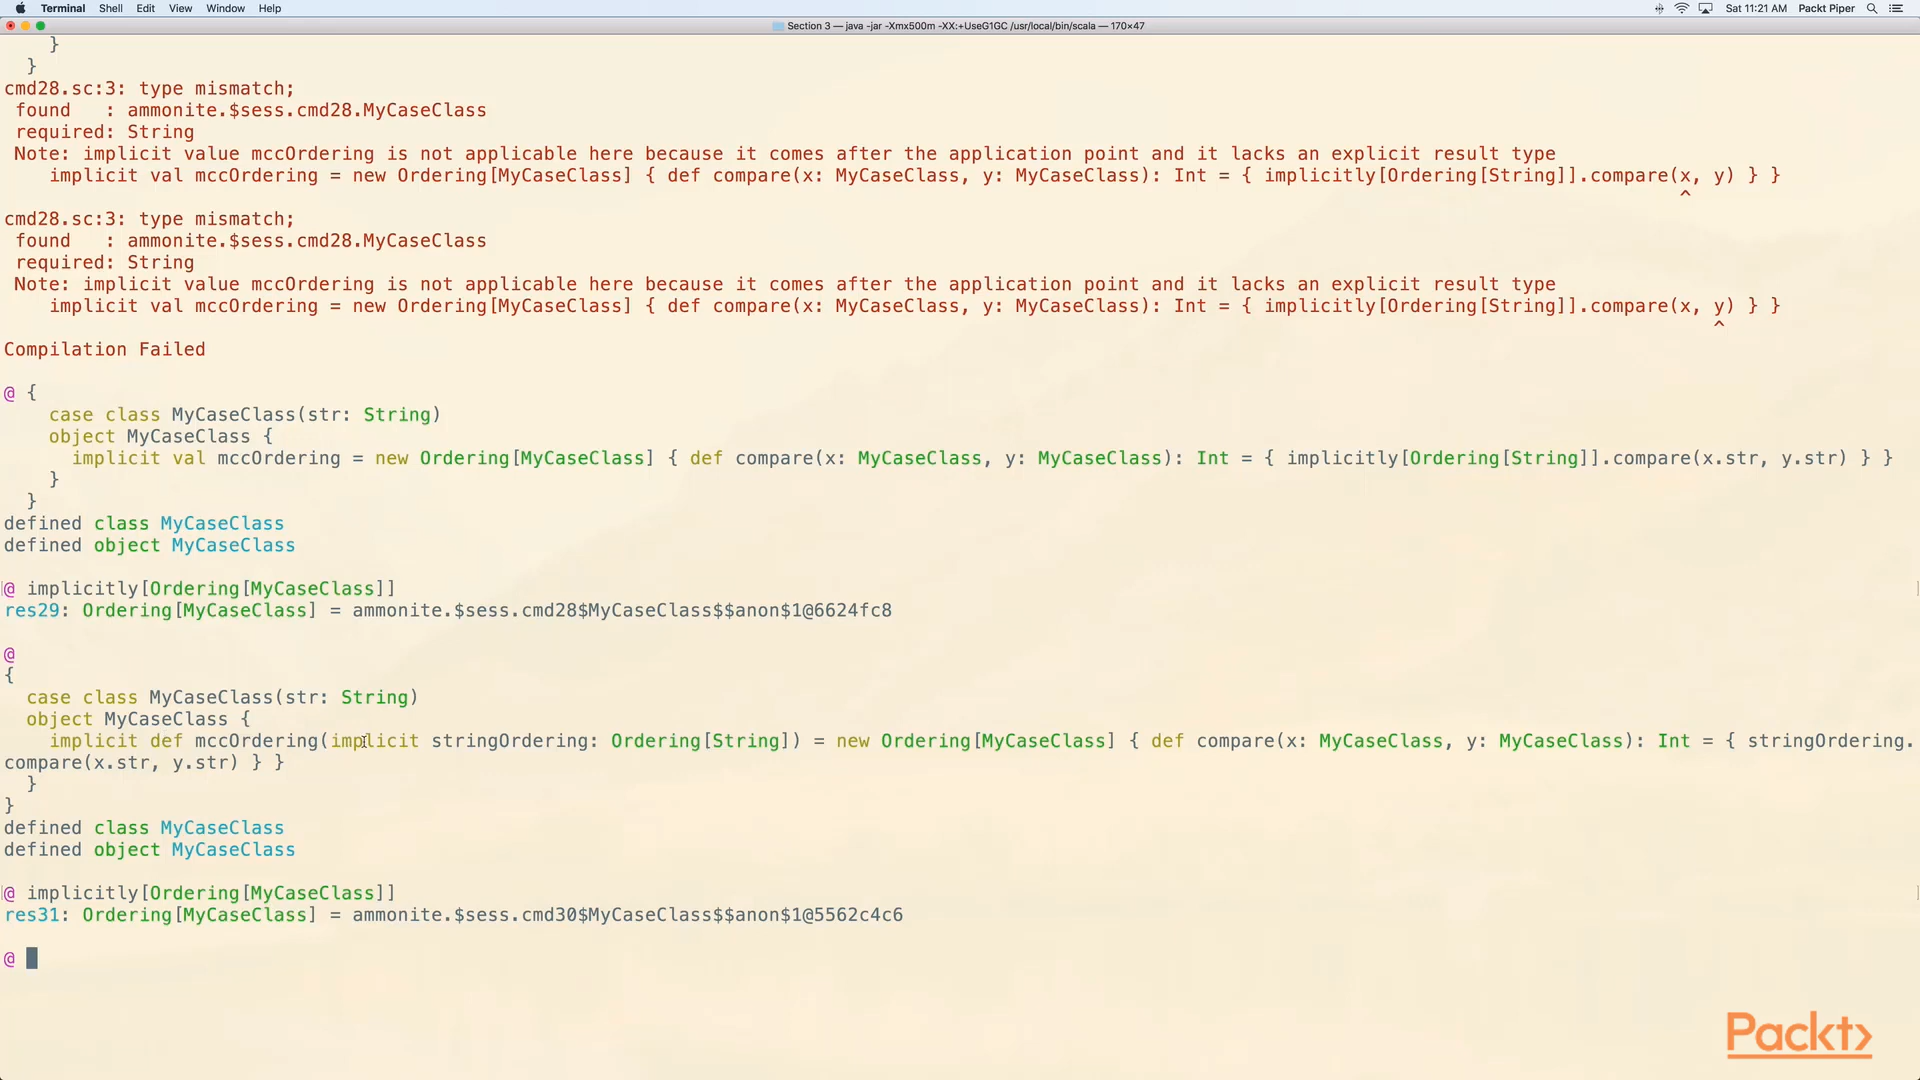 Terminal Shell Edit View Window Help Sat 11:21 AM Packt Piper
Section 3 — java -jar -Xmx500m -XX:+UseG1GC /usr/local/bin/scala — 170×47
    }
  }
cmd28.sc:3: type mismatch;
 found   : ammonite.$sess.cmd28.MyCaseClass
 required: String
 Note: implicit value mccOrdering is not applicable here because it comes after the application point and it lacks an explicit result type
    implicit val mccOrdering = new Ordering[MyCaseClass] { def compare(x: MyCaseClass, y: MyCaseClass): Int = { implicitly[Ordering[String]].compare(x, y) } }
                                                                                                                                                     ^
cmd28.sc:3: type mismatch;
 found   : ammonite.$sess.cmd28.MyCaseClass
 required: String
 Note: implicit value mccOrdering is not applicable here because it comes after the application point and it lacks an explicit result type
    implicit val mccOrdering = new Ordering[MyCaseClass] { def compare(x: MyCaseClass, y: MyCaseClass): Int = { implicitly[Ordering[String]].compare(x, y) } }
                                                                                                                                                        ^
Compilation Failed
@ {
    case class MyCaseClass(str: String)
    object MyCaseClass {
      implicit val mccOrdering = new Ordering[MyCaseClass] { def compare(x: MyCaseClass, y: MyCaseClass): Int = { implicitly[Ordering[String]].compare(x.str, y.str) } }
    }
  }
defined class MyCaseClass
defined object MyCaseClass
@ implicitly[Ordering[MyCaseClass]]
res29: Ordering[MyCaseClass] = ammonite.$sess.cmd28$MyCaseClass$$anon$1@6624fc8
@
{
  case class MyCaseClass(str: String)
  object MyCaseClass {
    implicit def mccOrdering(implicit stringOrdering: Ordering[String]) = new Ordering[MyCaseClass] { def compare(x: MyCaseClass, y: MyCaseClass): Int = { stringOrdering.
compare(x.str, y.str) } }
  }
}
defined class MyCaseClass
defined object MyCaseClass
@ implicitly[Ordering[MyCaseClass]]
res31: Ordering[MyCaseClass] = ammonite.$sess.cmd30$MyCaseClass$$anon$1@5562c4c6
@
Packt>